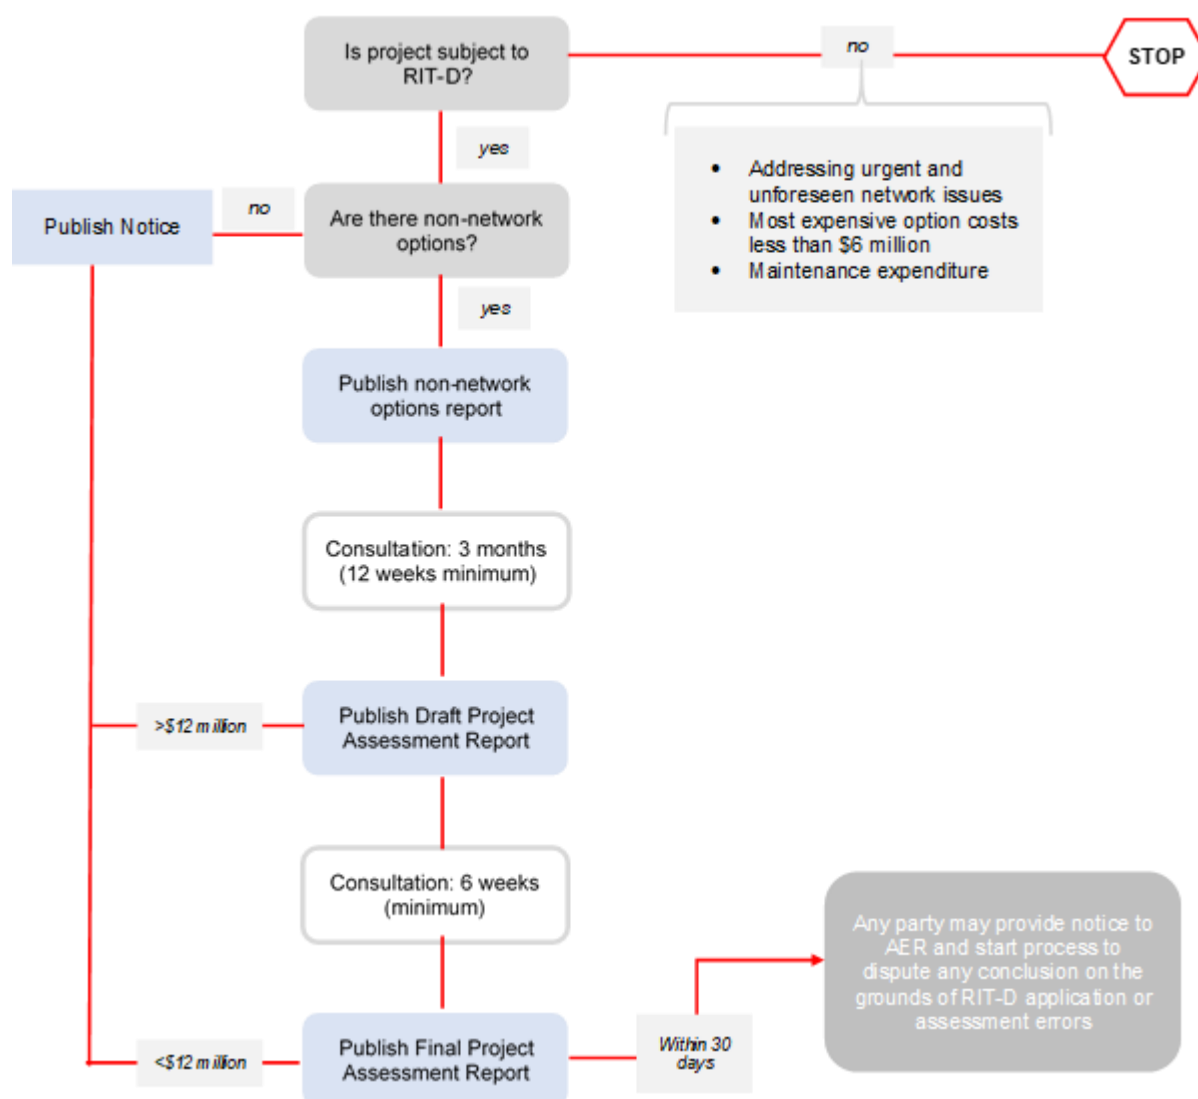 Is project subject to
RIT-D?
no
STOP
yes
• Addressing urgent and
unforeseen network issues
• Most expensive option costs
less than $6 million
• Maintenance expenditure
Publish Notice
no
Are there non-network
options?
yes
Publish non-network
options report
Consultation: 3 months
(12 weeks minimum)
>$12 million
Publish Draft Project
Assessment Report
Consultation: 6 weeks
(minimum)
Any party may provide notice to
AER and start process to
dispute any conclusion on the
grounds of RIT-D application or
assessment errors
<$12 million
Publish Final Project
Assessment Report
Within 30
days